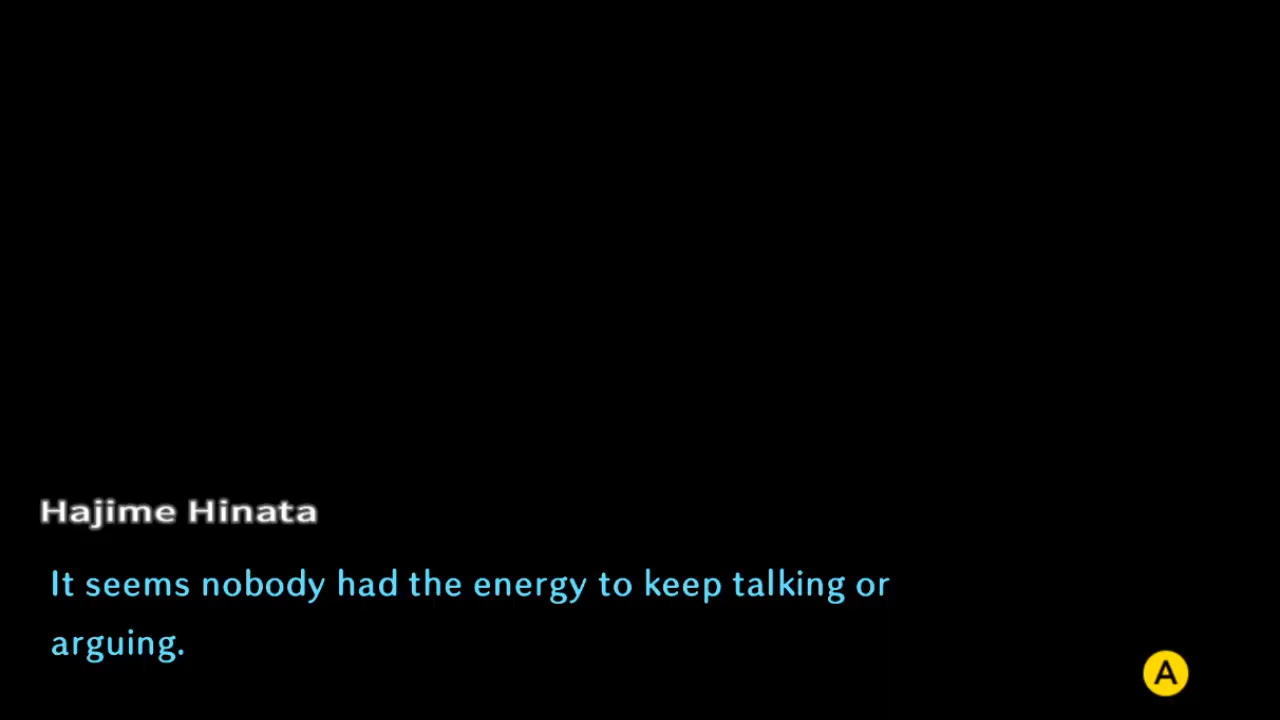 Hajime Hinata
It seems nobody had the energy to keep talking or
arguing.
A